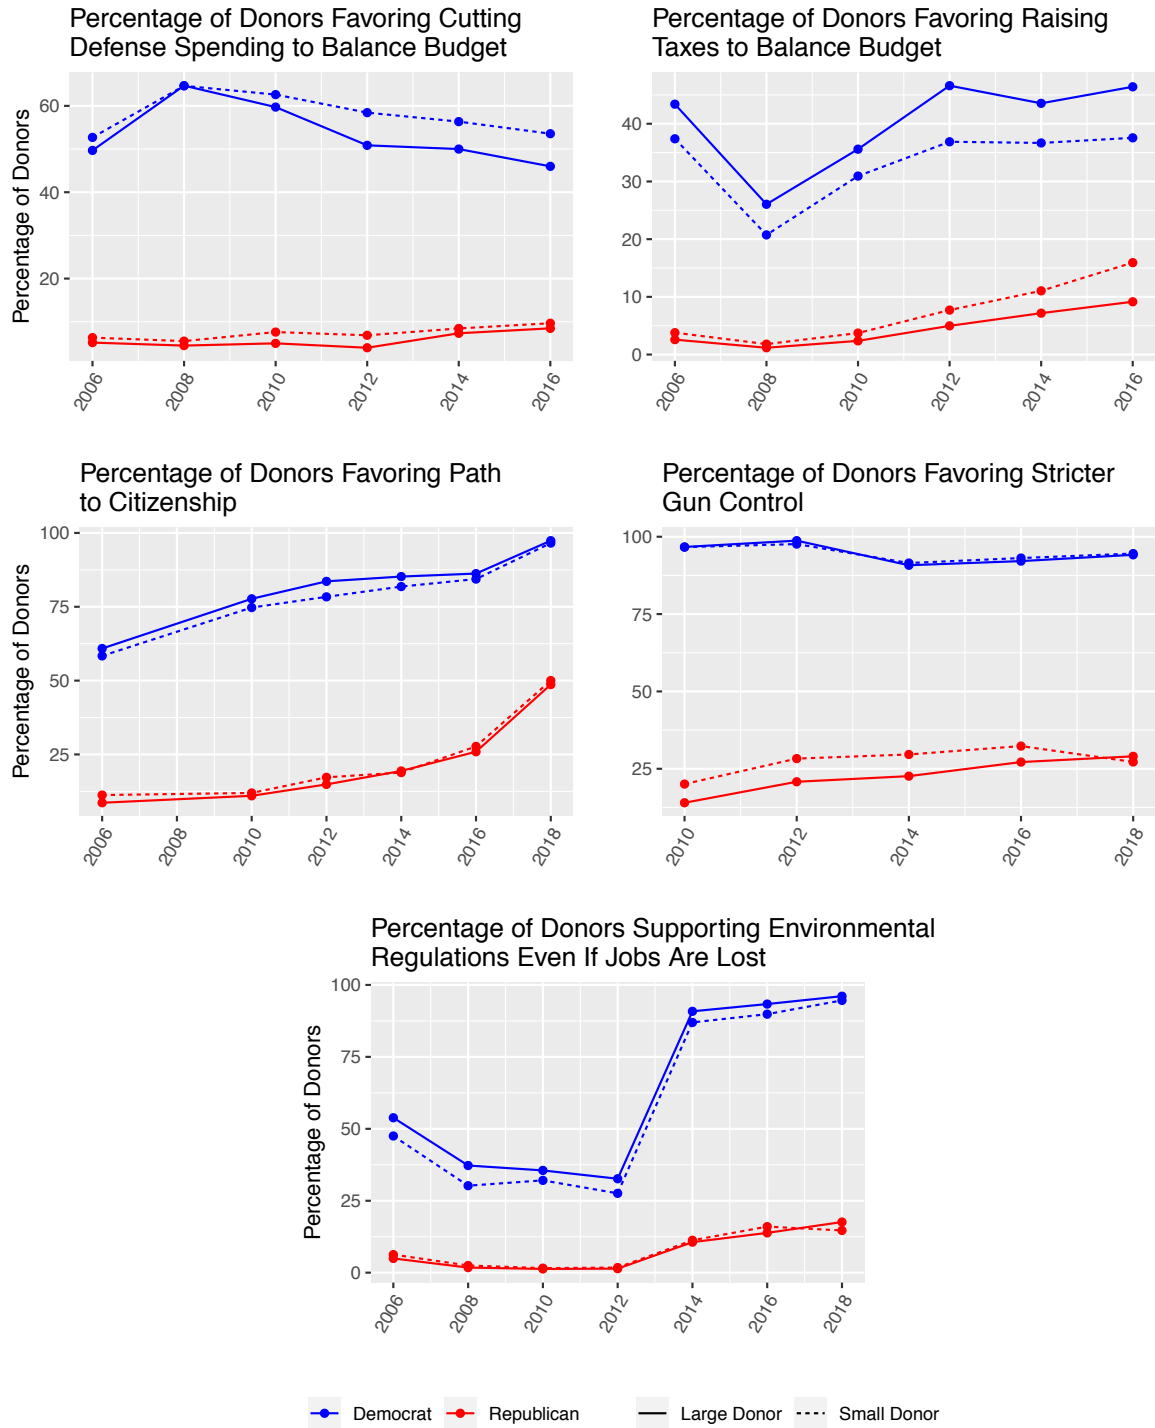 Percentage of Donors Favoring Cutting
Defense Spending to Balance Budget
Percentage of Donors
60
40
20
2006 2008 2010 2012 2014 2016
Percentage of Donors Favoring Raising
Taxes to Balance Budget
40
30
20
10
0
2006 2008 2010 2012 2014 2016
Percentage of Donors Favoring Path
to Citizenship
Percentage of Donors
100
75
50
25
2006 2008 2010 2012 2014 2016 2018
Percentage of Donors Favoring Stricter
Gun Control
100
75
50
25
2010 2012 2014 2016 2018
Percentage of Donors Supporting Environmental
Regulations Even If Jobs Are Lost
Percentage of Donors
100
75
50
25
0
2006 2008 2010 2012 2014 2016 2018
Democrat Republican Large Donor Small Donor